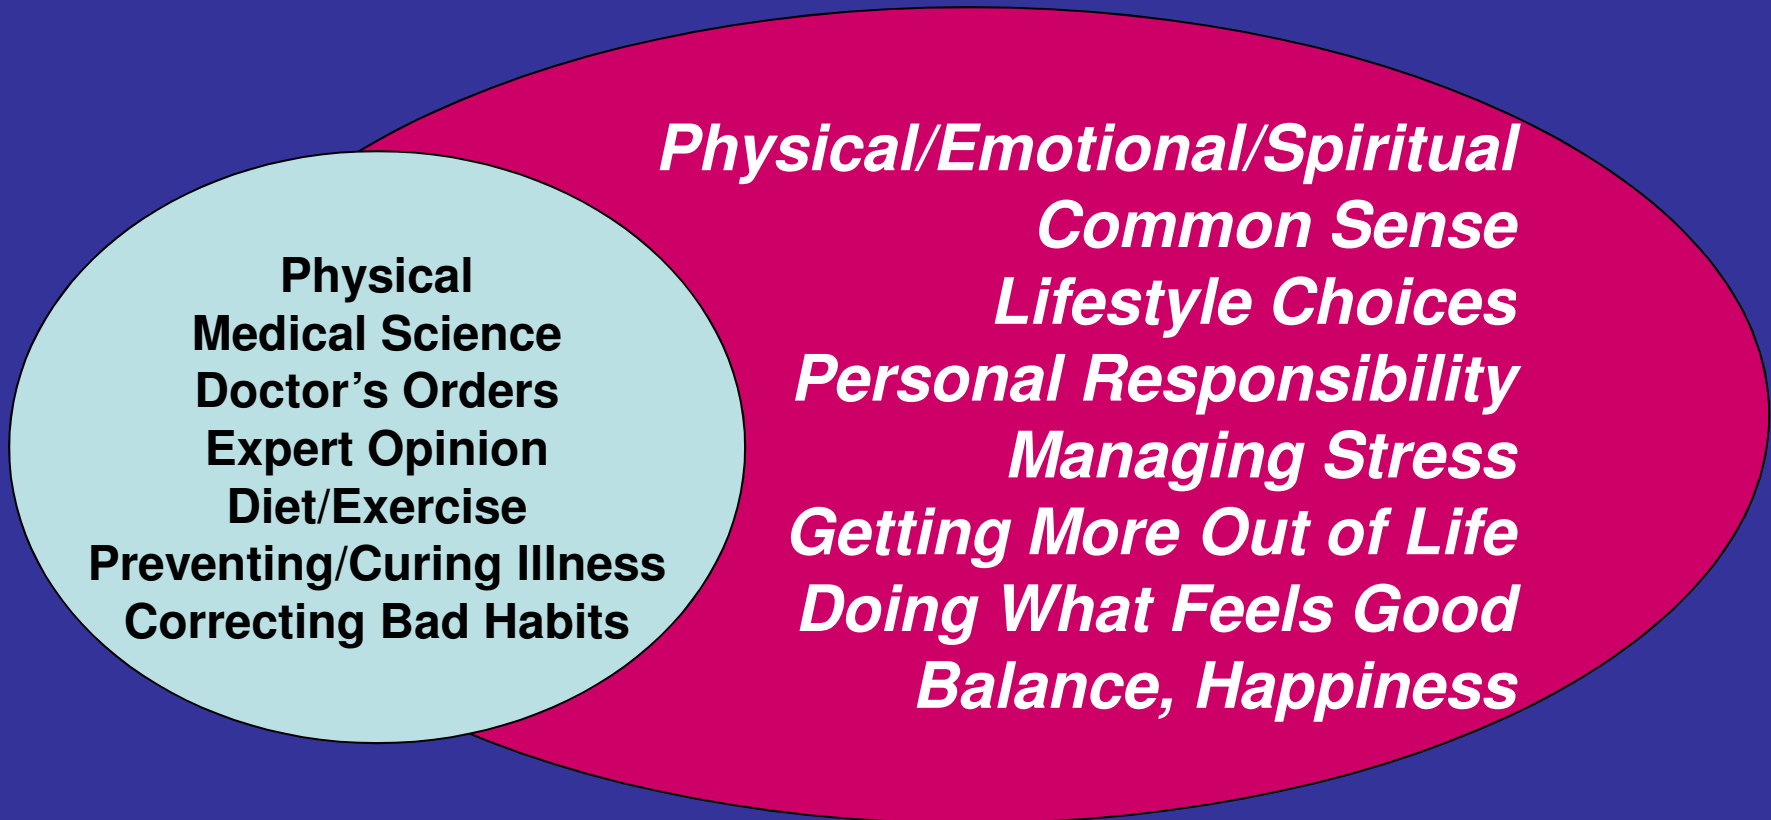 Physical
Medical Science
Doctor’s Orders
Expert Opinion
Diet/Exercise
Preventing/Curing Illness
Correcting Bad Habits
Physical/Emotional/Spiritual
Common Sense
Lifestyle Choices
Personal Responsibility
Managing Stress
Getting More Out of Life
Doing What Feels Good
Balance, Happiness